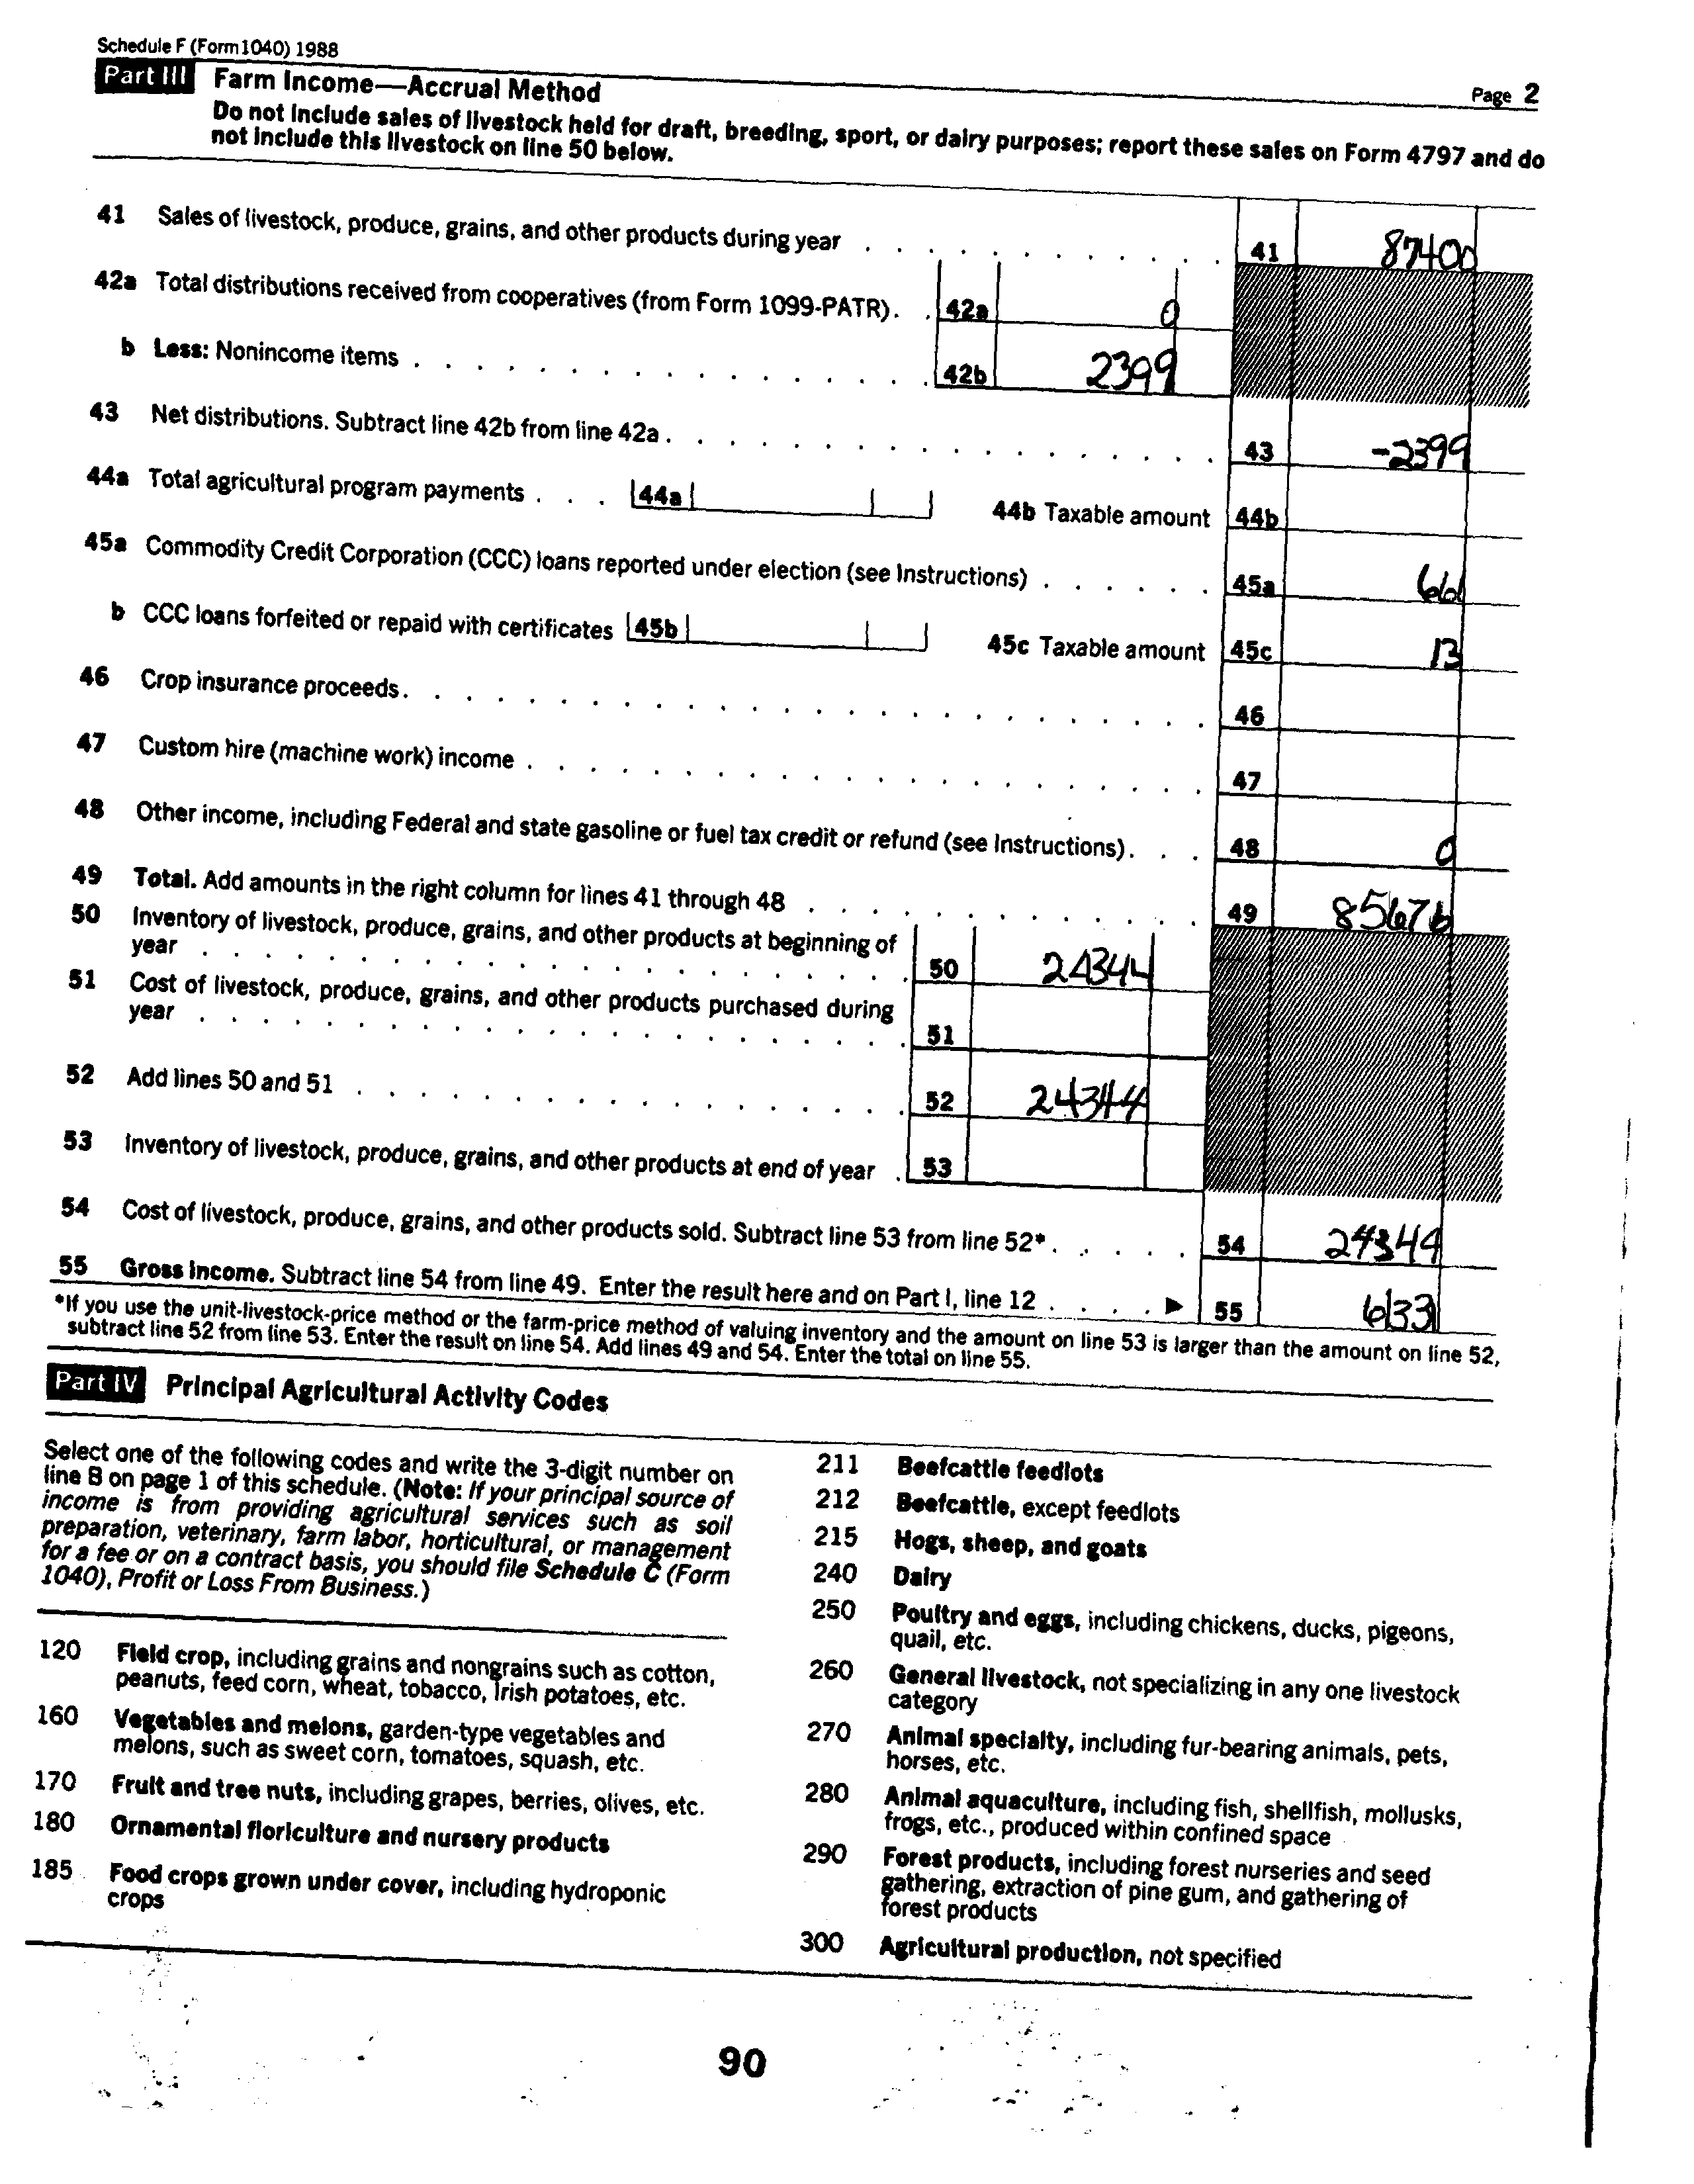 Schedule F (Form 1040) 1988
Page 2
Part III Farm Income—Accrual Method
Do not include sales of livestock held for draft, breeding, sport, or dairy purposes; report these sales on Form 4797 and do
not include this livestock on line 50 below.
41 Sales of livestock, produce, grains, and other products during year . . . . . . . . . . . . 41 87400
42a Total distributions received from cooperatives (from Form 1099-PATR) . . 42a 0
b Less: Nonincome items . . . . . . . . . . . . . . . . . 42b 2399
43 Net distributions. Subtract line 42b from line 42a . . . . . . . . . . . . . . . . . . 43 -2399
44a Total agricultural program payments . . . 44a 44b Taxable amount 44b
45a Commodity Credit Corporation (CCC) loans reported under election (see Instructions) . . . . . . 45a 661
b CCC loans forfeited or repaid with certificates 45b 45c Taxable amount 45c 13
46 Crop insurance proceeds . . . . . . . . . . . . . . . . . . . . . . . . . . 46
47 Custom hire (machine work) income . . . . . . . . . . . . . . . . . . . . . . 47
48 Other income, including Federal and state gasoline or fuel tax credit or refund (see Instructions) . . . 48 0
49 Total. Add amounts in the right column for lines 41 through 48 . . . . . . . . . . . . . 49 85676
50 Inventory of livestock, produce, grains, and other products at beginning of
year . . . . . . . . . . . . . . . . . . . . . . . 50 24344
51 Cost of livestock, produce, grains, and other products purchased during
year . . . . . . . . . . . . . . . . . . . . . . . 51
52 Add lines 50 and 51 . . . . . . . . . . . . . . . . . . 52 24344
53 Inventory of livestock, produce, grains, and other products at end of year . 53
54 Cost of livestock, produce, grains, and other products sold. Subtract line 53 from line 52* . . . . . 54 24344
55 Gross income. Subtract line 54 from line 49. Enter the result here and on Part I, line 12 . . . . ▶ 55 6133
*If you use the unit-livestock-price method or the farm-price method of valuing inventory and the amount on line 53 is larger than the amount on line 52,
subtract line 52 from line 53. Enter the result on line 54. Add lines 49 and 54. Enter the total on line 55.
Part IV Principal Agricultural Activity Codes
Select one of the following codes and write the 3-digit number on
line B on page 1 of this schedule. (Note: If your principal source of
income is from providing agricultural services such as soil
preparation, veterinary, farm labor, horticultural, or management
for a fee or on a contract basis, you should file Schedule C (Form
1040), Profit or Loss From Business.)
120 Field crop, including grains and nongrains such as cotton,
peanuts, feed corn, wheat, tobacco, Irish potatoes, etc.
160 Vegetables and melons, garden-type vegetables and
melons, such as sweet corn, tomatoes, squash, etc.
170 Fruit and tree nuts, including grapes, berries, olives, etc.
180 Ornamental floriculture and nursery products
185 Food crops grown under cover, including hydroponic
crops
211 Beefcattle feedlots
212 Beefcattle, except feedlots
215 Hogs, sheep, and goats
240 Dairy
250 Poultry and eggs, including chickens, ducks, pigeons,
quail, etc.
260 General livestock, not specializing in any one livestock
category
270 Animal specialty, including fur-bearing animals, pets,
horses, etc.
280 Animal aquaculture, including fish, shellfish, mollusks,
frogs, etc., produced within confined space
290 Forest products, including forest nurseries and seed
gathering, extraction of pine gum, and gathering of
forest products
300 Agricultural production, not specified
90